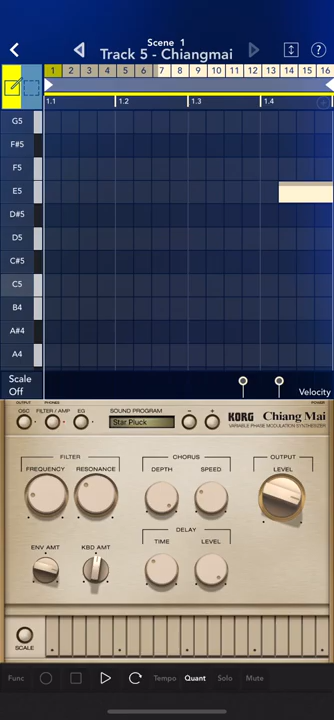 Scene 1
Track 5 - Chiangmai
?
1 2 3 4 5 6 7 8 9 10 11 12 13 14 15 16
1.1 1.2 1.3 1.4
G5
F#5
F5
E5
D#5
D5
C#5
C5
B4
A#4
A4
Scale
Off
Velocity
OUTPUT PHONES POWER
OSC FILTER / AMP EQ SOUND PROGRAM - +
Star Pluck
KORG Chiang Mai
VARIABLE PHASE MODULATION SYNTHESIZER
FILTER CHORUS OUTPUT
FREQUENCY RESONANCE DEPTH SPEED LEVEL
DELAY
ENV AMT KBD AMT TIME LEVEL
SCALE
Func Tempo Quant Solo Mute